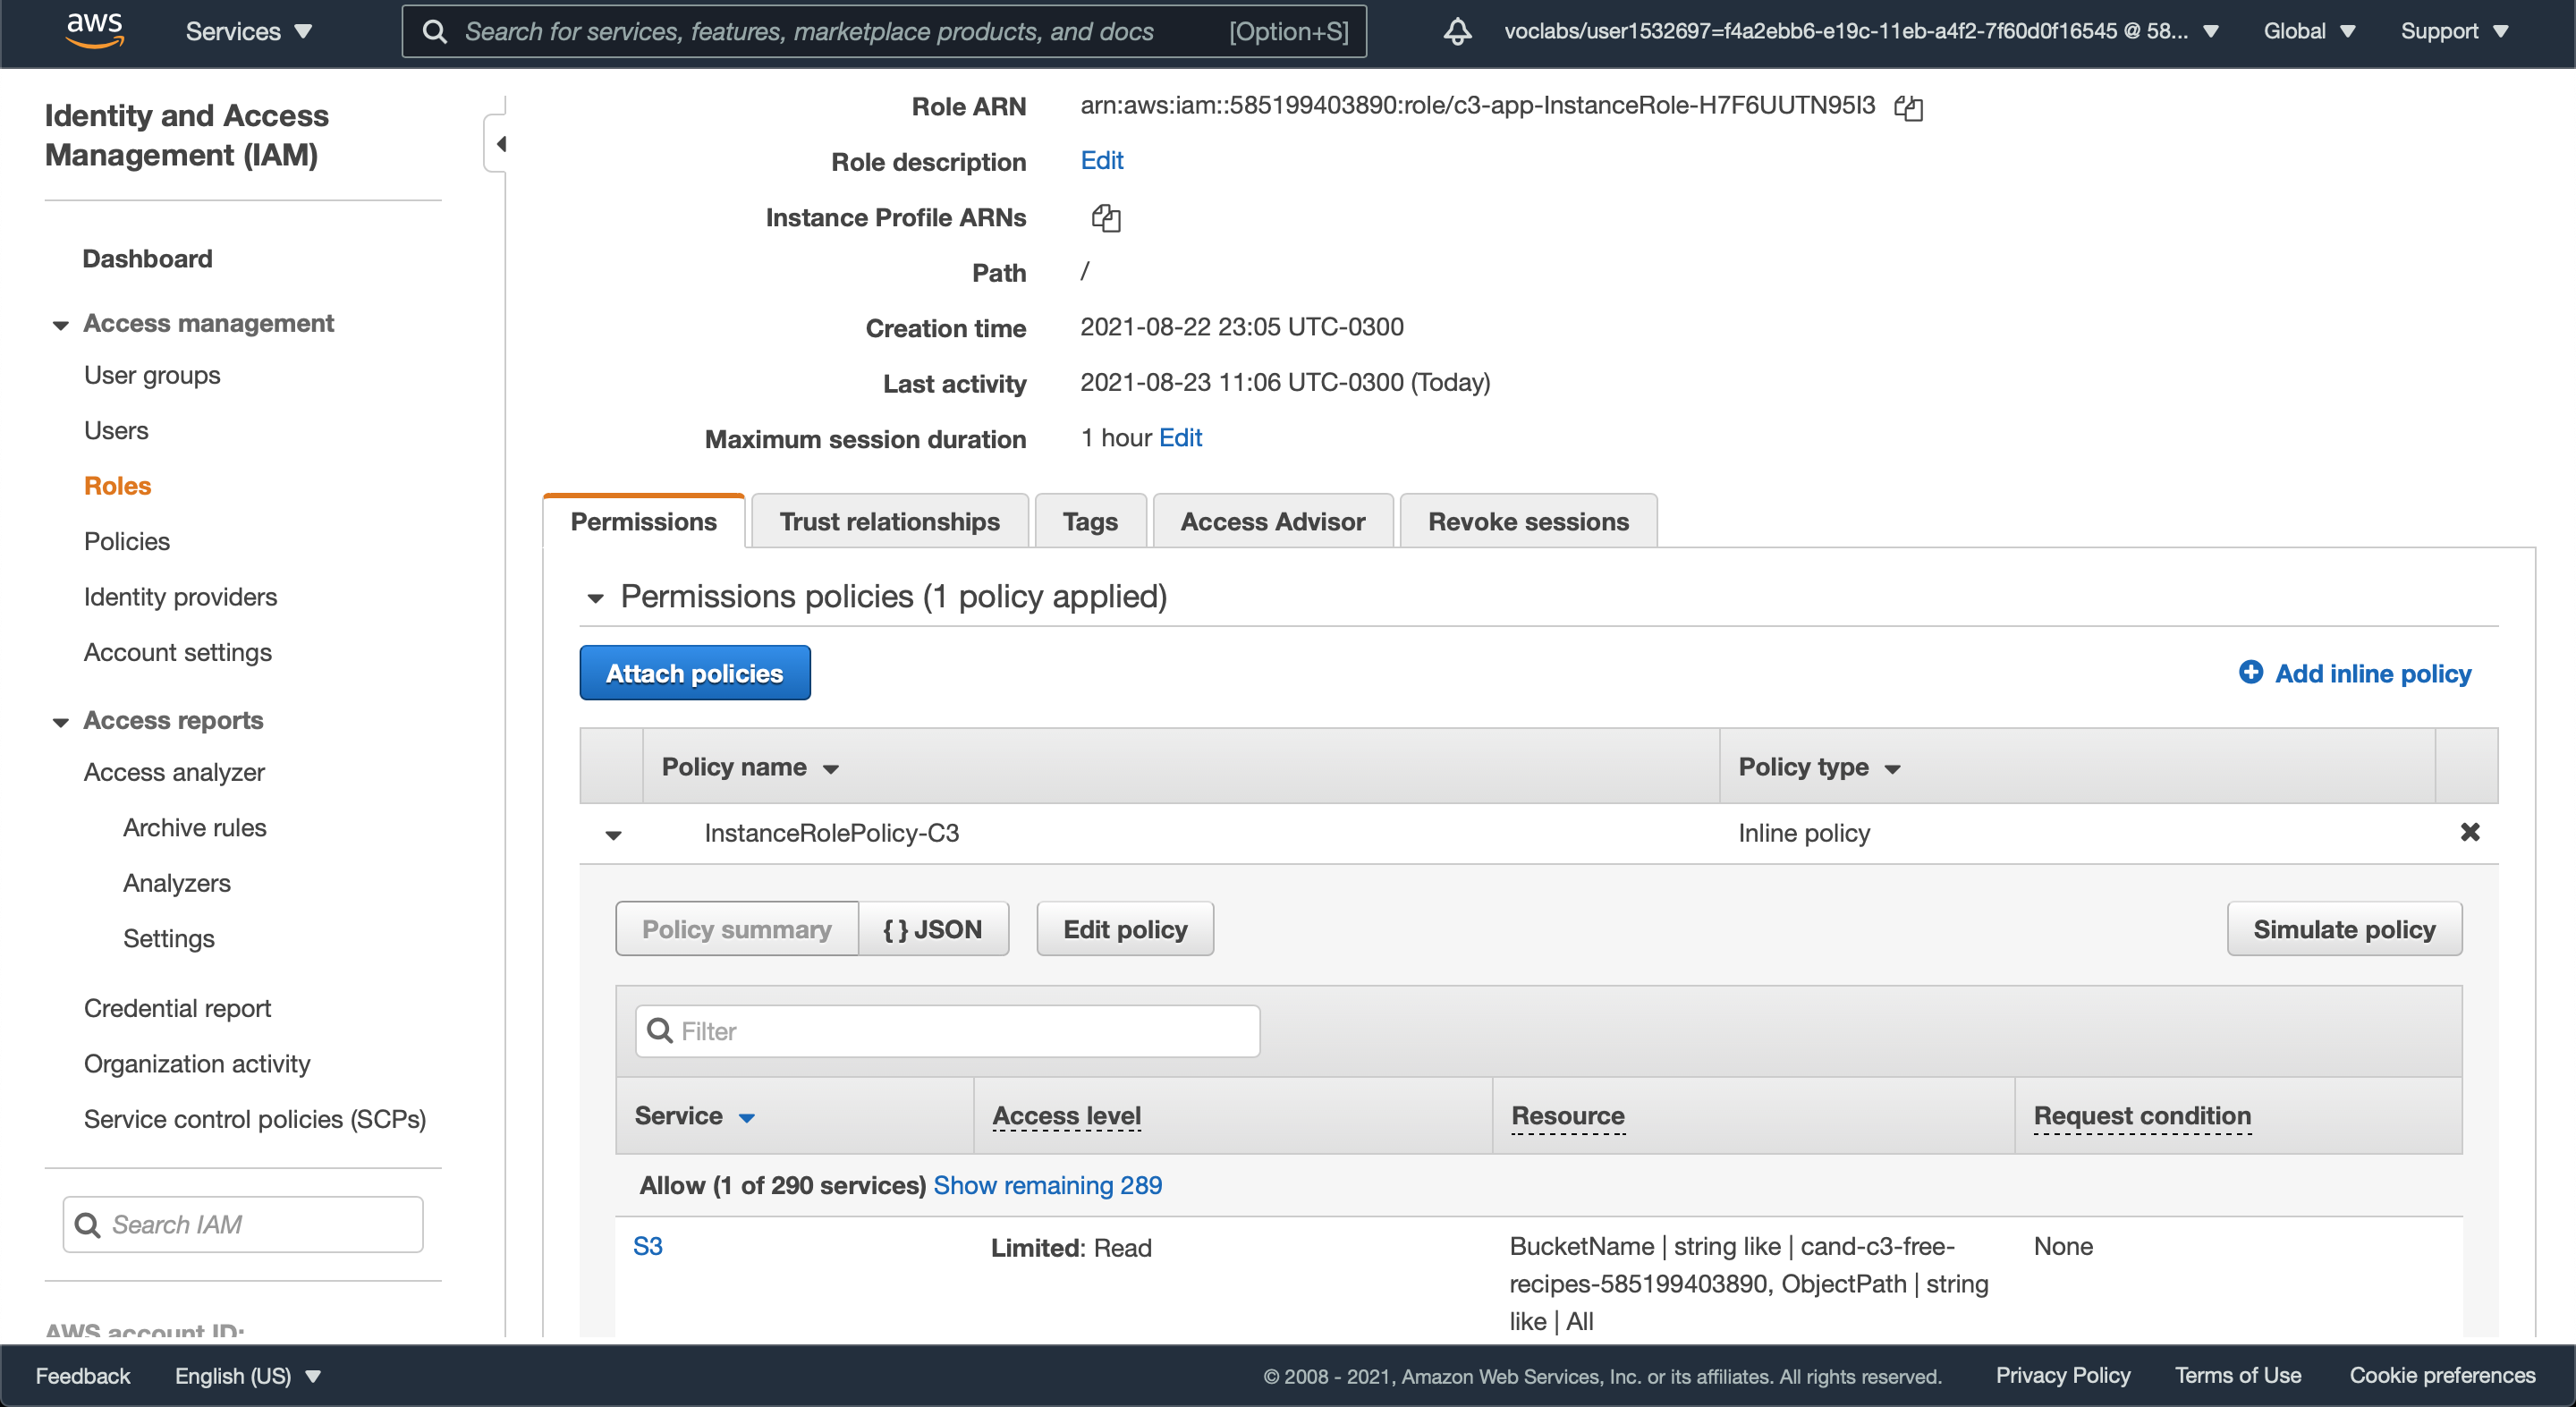 aws
Services
Search for services, features, marketplace products, and docs [Option+S]
voclabs/user1532697=f4a2ebb6-e19c-11eb-a4f2-7f60d0f16545 @ 58...
Global
Support
Identity and Access
Management (IAM)
Dashboard
Access management
User groups
Users
Roles
Policies
Identity providers
Account settings
Access reports
Access analyzer
Archive rules
Analyzers
Settings
Credential report
Organization activity
Service control policies (SCPs)
Search IAM
AWS account ID:
Role ARN arn:aws:iam::585199403890:role/c3-app-InstanceRole-H7F6UUTN95I3
Role description Edit
Instance Profile ARNs
Path /
Creation time 2021-08-22 23:05 UTC-0300
Last activity 2021-08-23 11:06 UTC-0300 (Today)
Maximum session duration 1 hour Edit
Permissions
Trust relationships
Tags
Access Advisor
Revoke sessions
Permissions policies (1 policy applied)
Attach policies
Add inline policy
Policy name
Policy type
InstanceRolePolicy-C3
Inline policy
Policy summary
{ } JSON
Edit policy
Simulate policy
Filter
Service
Access level
Resource
Request condition
Allow (1 of 290 services) Show remaining 289
S3
Limited: Read
BucketName | string like | cand-c3-free-
recipes-585199403890, ObjectPath | string
like | All
None
Feedback
English (US)
© 2008 - 2021, Amazon Web Services, Inc. or its affiliates. All rights reserved.
Privacy Policy
Terms of Use
Cookie preferences